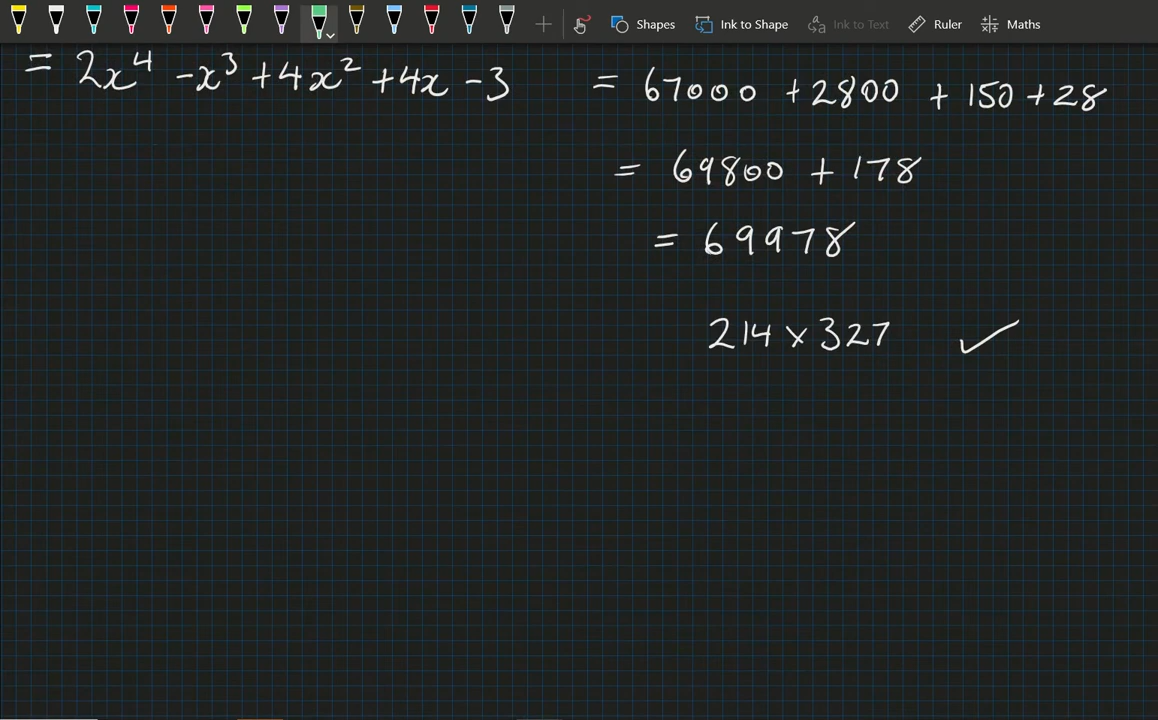 Shapes Ink to Shape Ink to Text Ruler Maths
= 2x⁴ -x³ +4x² +4x -3
= 67000 +2800 + 150 +28
= 69800 + 178
= 69978
214 × 327 ✓